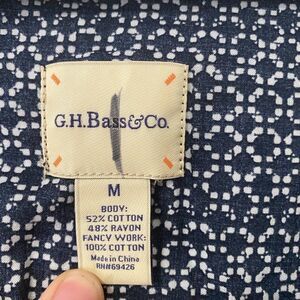 G.H.Bass&Co.
M
BODY:
52% COTTON
48% RAYON
FANCY WORK:
100% COTTON
Made in China
RN#69426